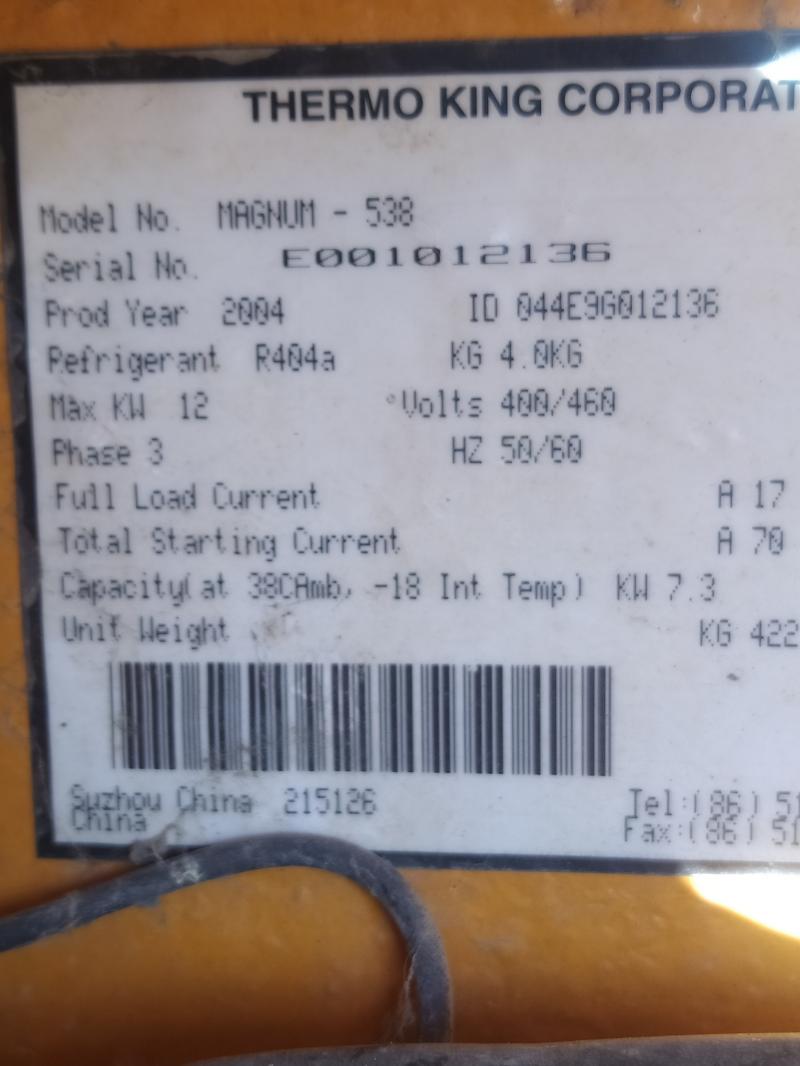 THERMO KING CORPORAT
Model No. MAGNUM - 538
Serial No. E001012136
Prod Year 2004 ID 044E9G012136
Refrigerant R404a KG 4.0KG
Max KW 12 Volts 400/460
Phase 3 HZ 50/60
Full Load Current A 17
Total Starting Current A 70
Capacity(at 38CAmb, -18 Int Temp) KW 7.3
Unit Weight KG 422
Suzhou China 215126 Tel:(86) 51
China Fax:(86) 51